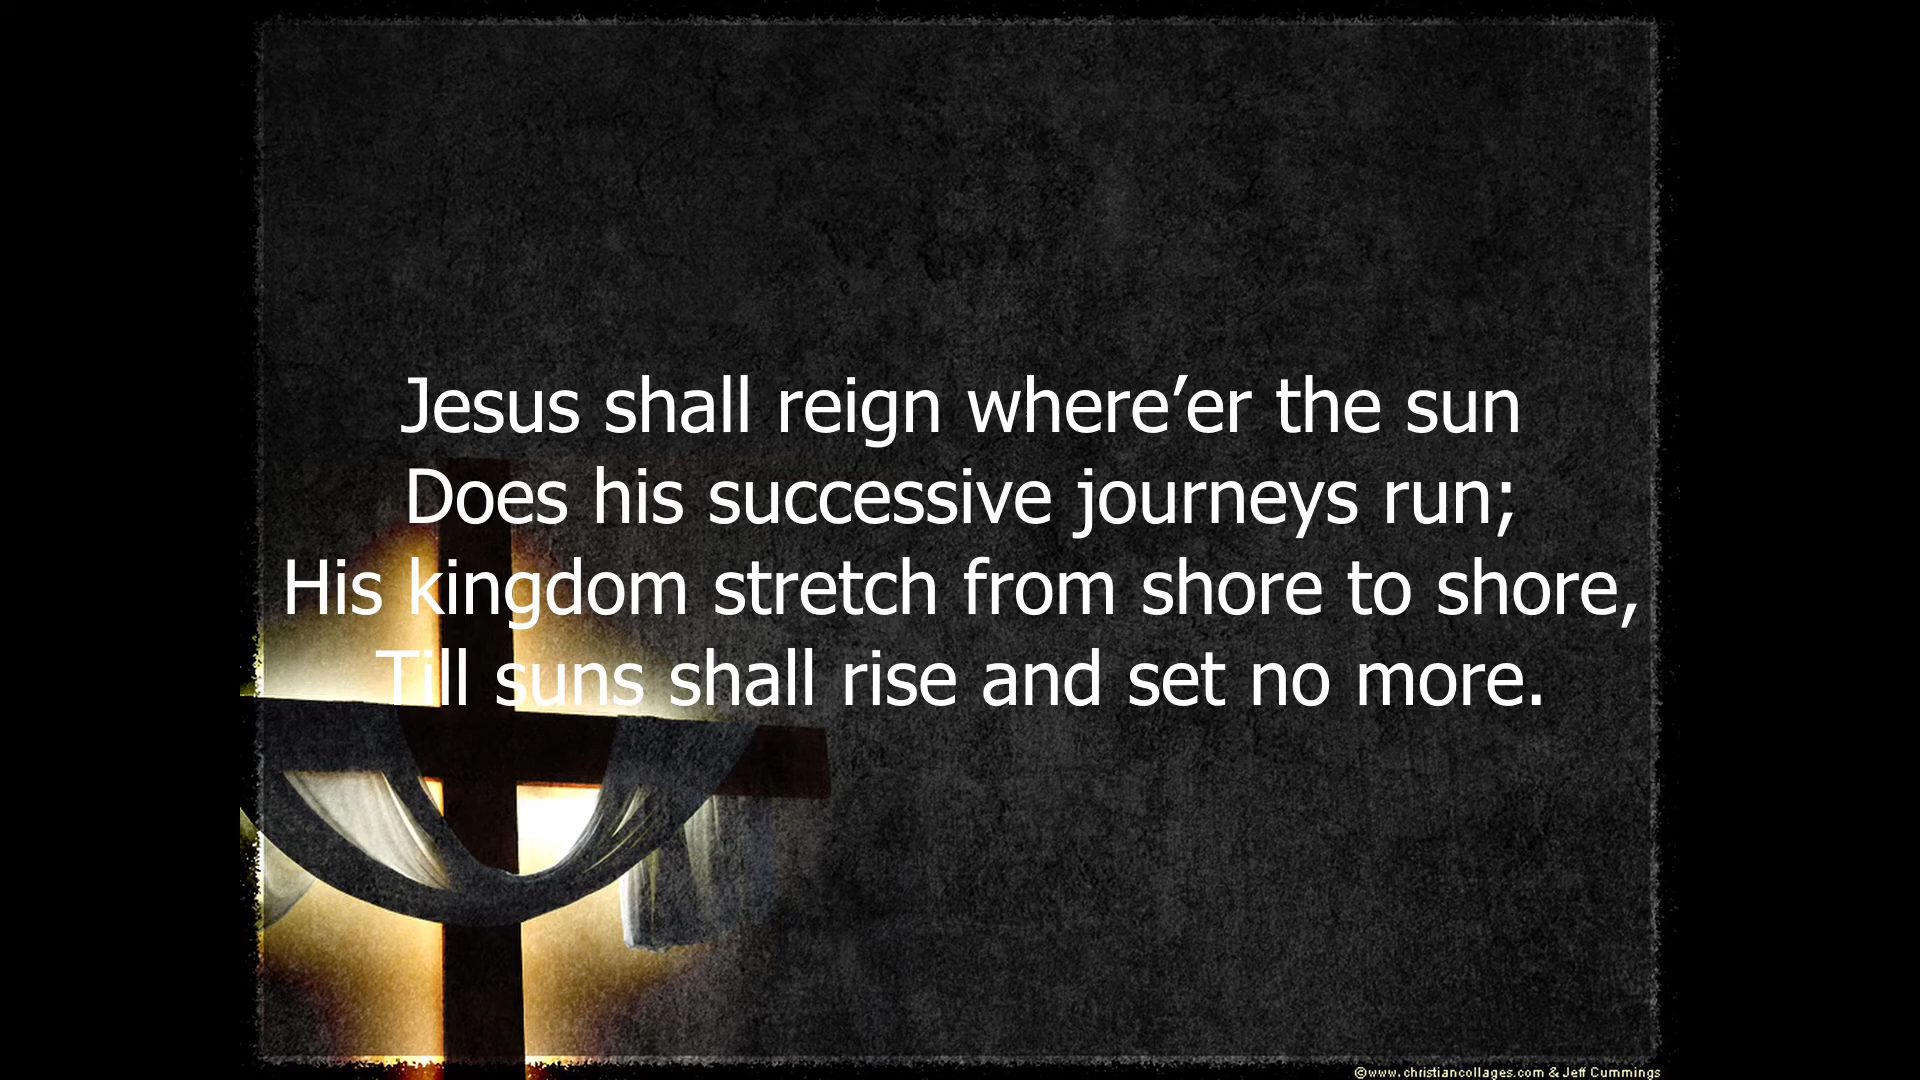 Jesus shall reign where’er the sun
Does his successive journeys run;
His kingdom stretch from shore to shore,
Till suns shall rise and set no more.
©www.christiancollages.com & Jeff Cummings